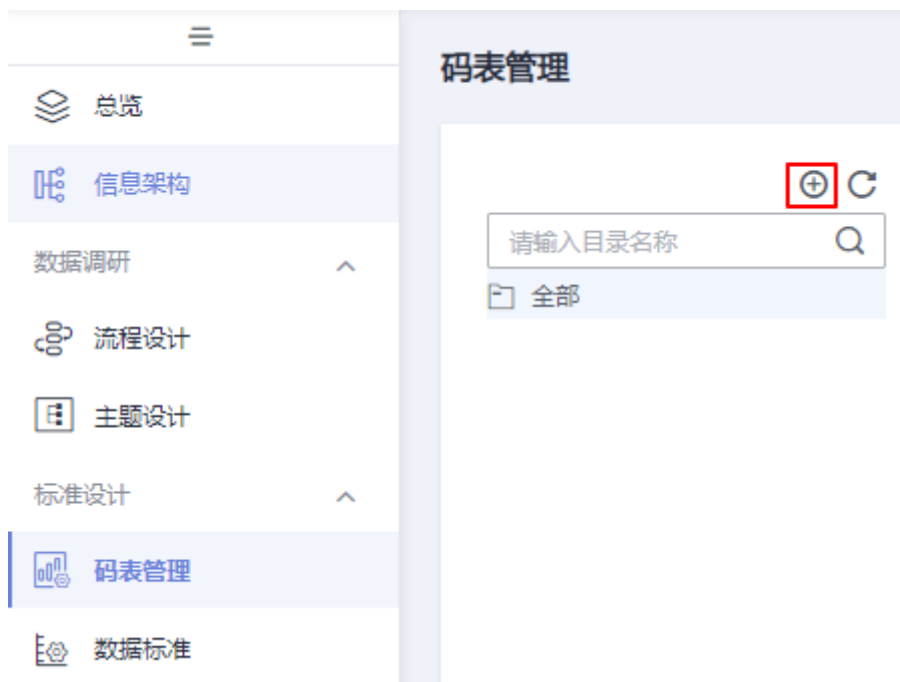 总览
信息架构
数据调研
流程设计
主题设计
标准设计
码表管理
数据标准
码表管理
请输入目录名称
全部